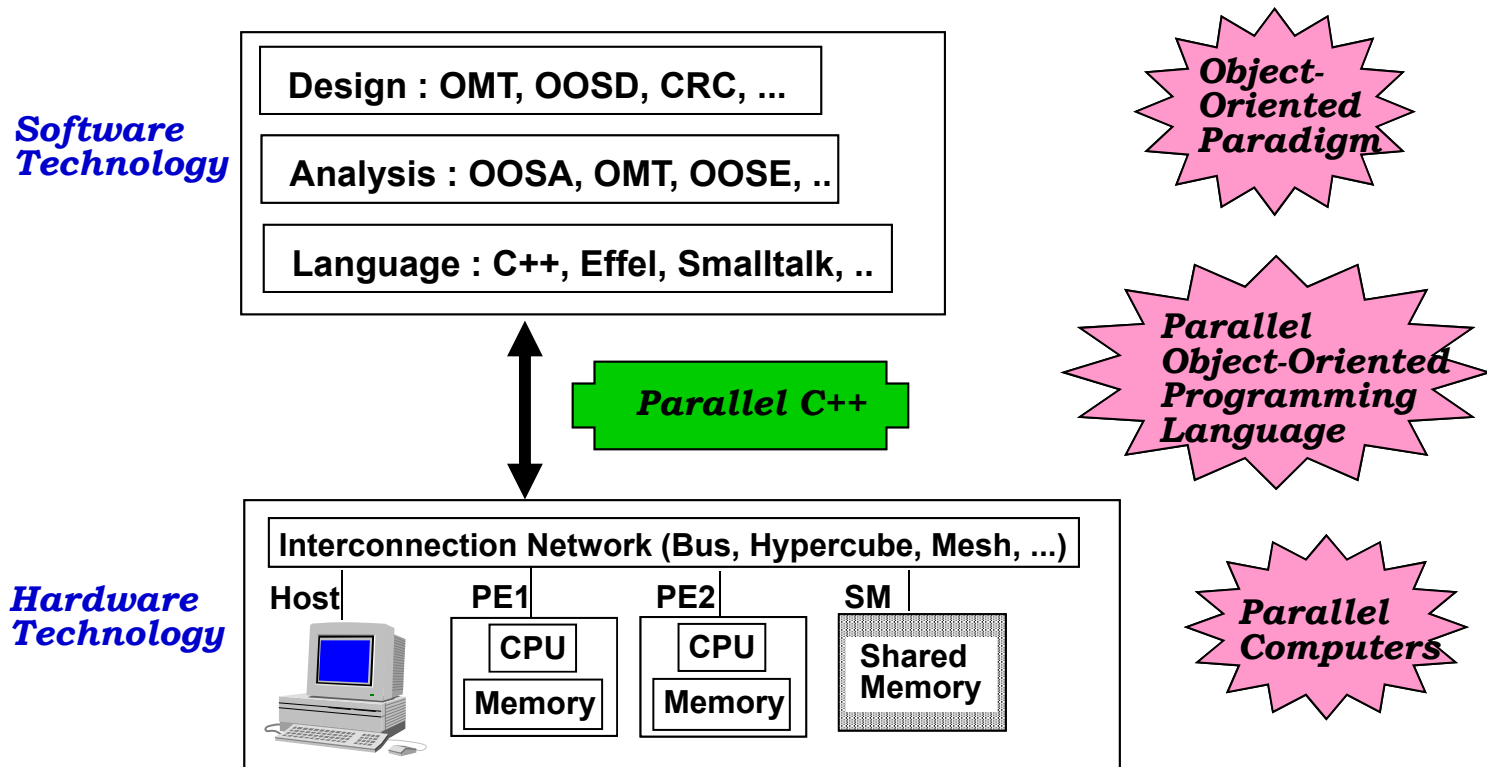 Design : OMT, OOSD, CRC, ...
Software
Technology
Analysis : OOSA, OMT, OOSE, ..
Language : C++, Effel, Smalltalk, ..
Object-
Oriented
Paradigm
Parallel C++
Parallel
Object-Oriented
Programming
Language
Interconnection Network (Bus, Hypercube, Mesh, ...)
Hardware
Technology
Host
PE1
PE2
SM
CPU
Memory
CPU
Memory
Shared
Memory
Parallel
Computers